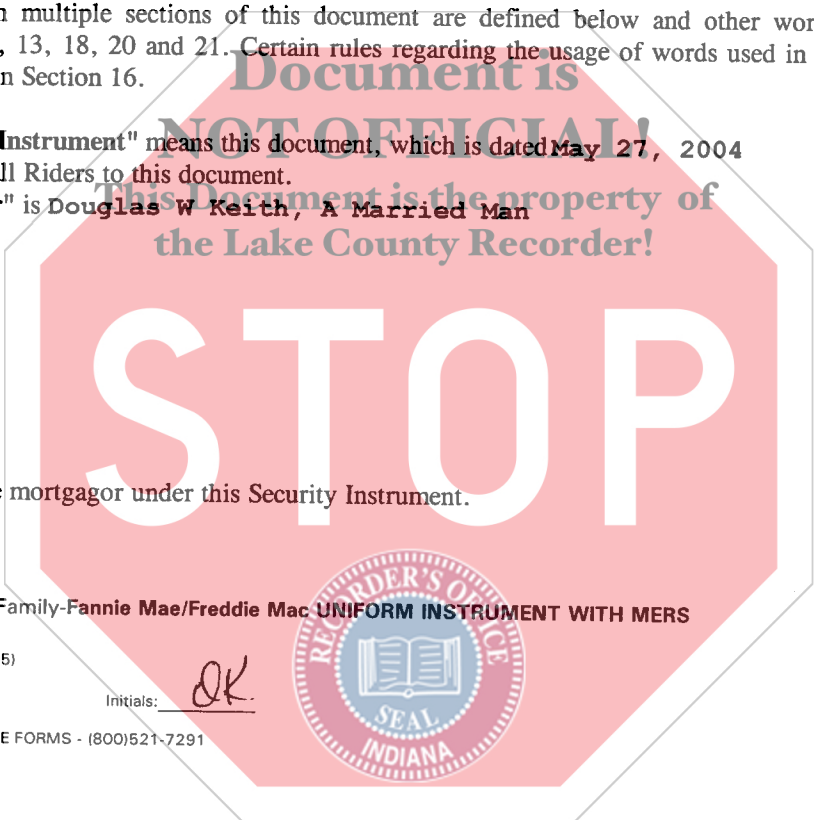 n multiple sections of this document are defined below and other wor
, 13, 18, 20 and 21. Certain rules regarding the usage of words used in
n Section 16.
Document is
NOT OFFICIAL!
Instrument" means this document, which is dated May 27, 2004
ll Riders to this document.
This Document is the property of
" is Douglas W Keith, A Married Man
the Lake County Recorder!
STOP
e mortgagor under this Security Instrument.
Family-Fannie Mae/Freddie Mac UNIFORM INSTRUMENT WITH MERS
5)
Initials: DK.
E FORMS - (800)521-7291
RECORDER'S OFFICE
SEAL
INDIANA